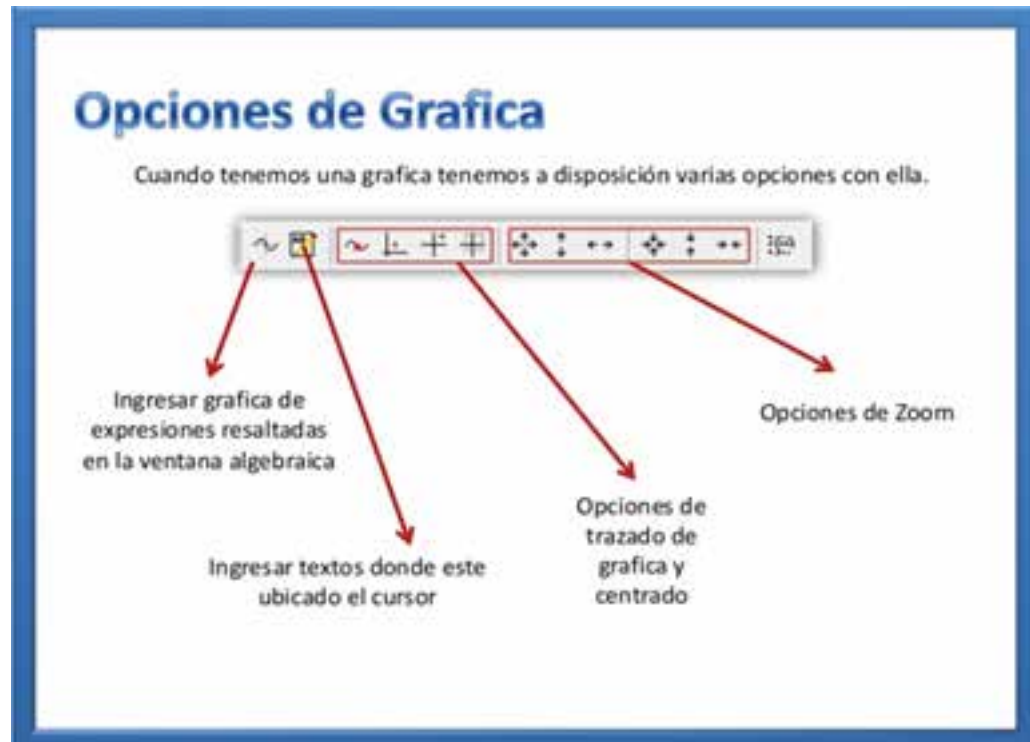 Opciones de Grafica
Cuando tenemos una grafica tenemos a disposición varias opciones con ella.
Ingresar grafica de
expresiones resaltadas
en la ventana algebraica
Opciones de Zoom
Opciones de
trazado de
grafica y
centrado
Ingresar textos donde este
ubicado el cursor